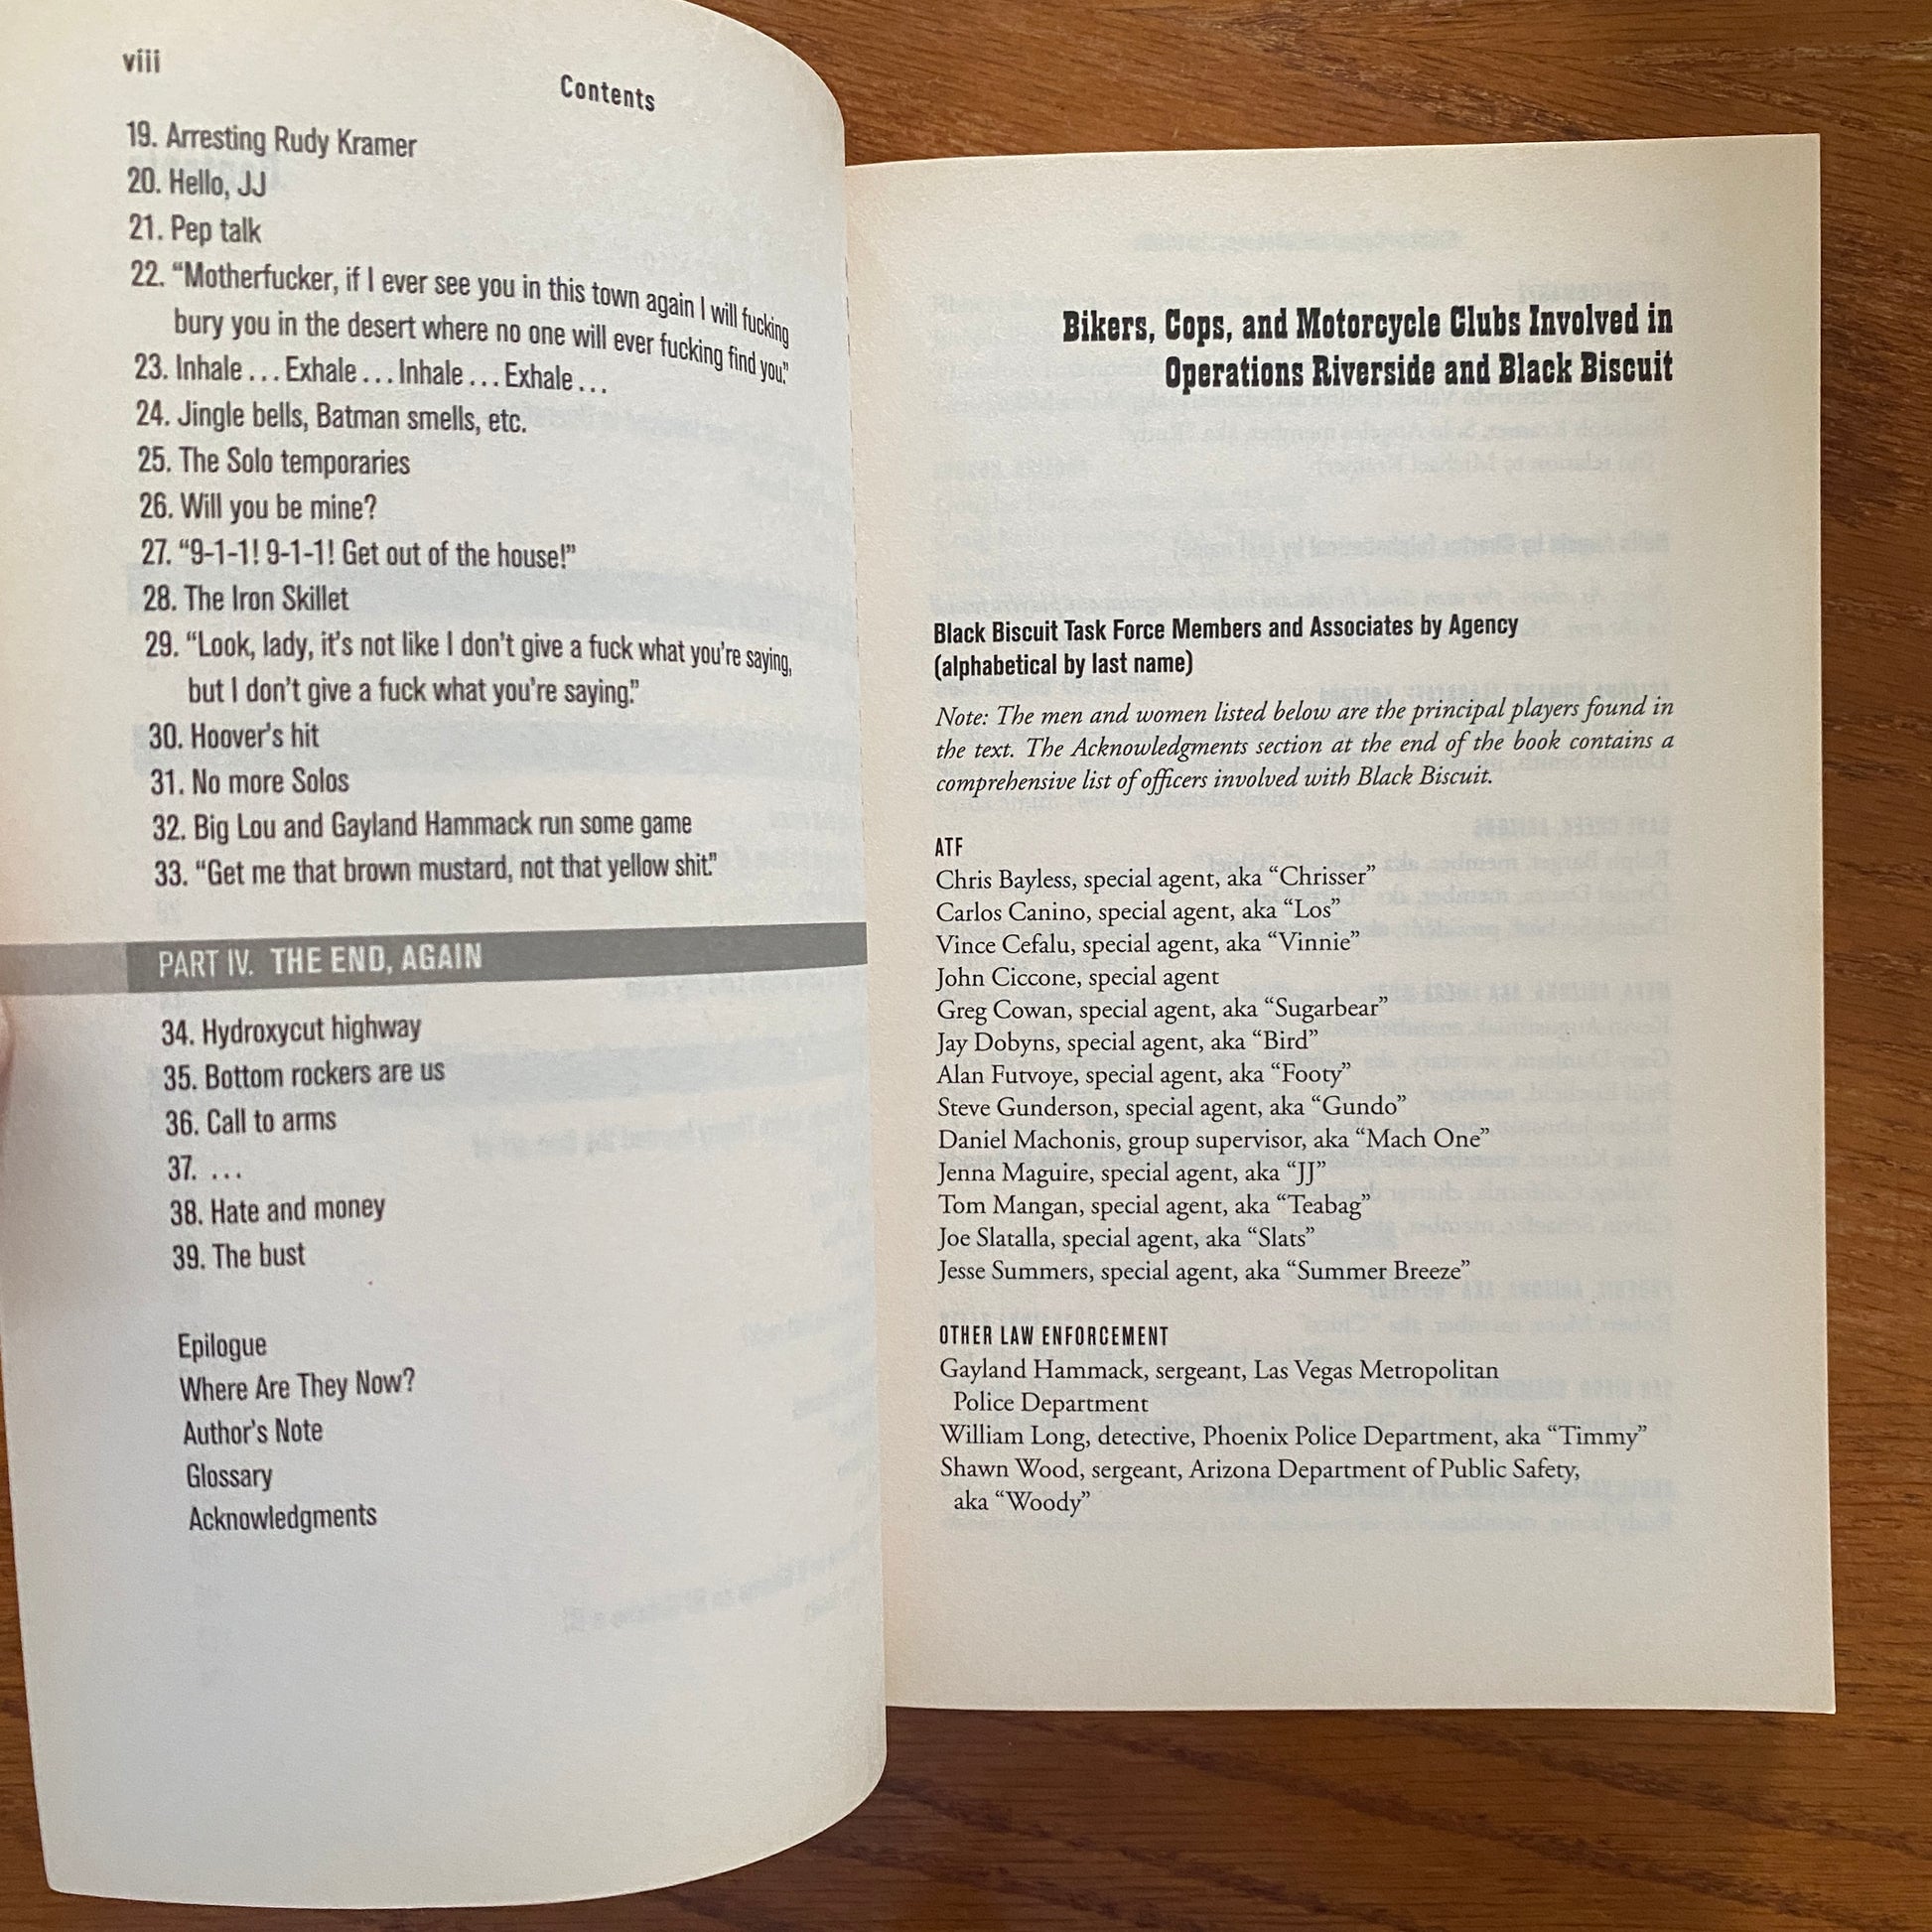 viii
Contents
19. Arresting Rudy Kramer
20. Hello, JJ
21. Pep talk
22. “Motherfucker, if I ever see you in this town again I will fucking
bury you in the desert where no one will ever fucking find you.”
23. Inhale . . . Exhale . . . Inhale . . . Exhale . . .
24. Jingle bells, Batman smells, etc.
25. The Solo temporaries
26. Will you be mine?
27. “9-1-1! 9-1-1! Get out of the house!”
28. The Iron Skillet
29. “Look, lady, it’s not like I don’t give a fuck what you’re saying,
but I don’t give a fuck what you’re saying.”
30. Hoover’s hit
31. No more Solos
32. Big Lou and Gayland Hammack run some game
33. “Get me that brown mustard, not that yellow shit.”
PART IV. THE END, AGAIN
34. Hydroxycut highway
35. Bottom rockers are us
36. Call to arms
37. . . .
38. Hate and money
39. The bust
Epilogue
Where Are They Now?
Author’s Note
Glossary
Acknowledgments
Bikers, Cops, and Motorcycle Clubs Involved in
Operations Riverside and Black Biscuit
Black Biscuit Task Force Members and Associates by Agency
(alphabetical by last name)
Note: The men and women listed below are the principal players found in
the text. The Acknowledgments section at the end of the book contains a
comprehensive list of officers involved with Black Biscuit.
ATF
Chris Bayless, special agent, aka “Chrisser”
Carlos Canino, special agent, aka “Los”
Vince Cefalu, special agent, aka “Vinnie”
John Ciccone, special agent
Greg Cowan, special agent, aka “Sugarbear”
Jay Dobyns, special agent, aka “Bird”
Alan Futvoye, special agent, aka “Footy”
Steve Gunderson, special agent, aka “Gundo”
Daniel Machonis, group supervisor, aka “Mach One”
Jenna Maguire, special agent, aka “JJ”
Tom Mangan, special agent, aka “Teabag”
Joe Slatalla, special agent, aka “Slats”
Jesse Summers, special agent, aka “Summer Breeze”
OTHER LAW ENFORCEMENT
Gayland Hammack, sergeant, Las Vegas Metropolitan
Police Department
William Long, detective, Phoenix Police Department, aka “Timmy”
Shawn Wood, sergeant, Arizona Department of Public Safety,
aka “Woody”